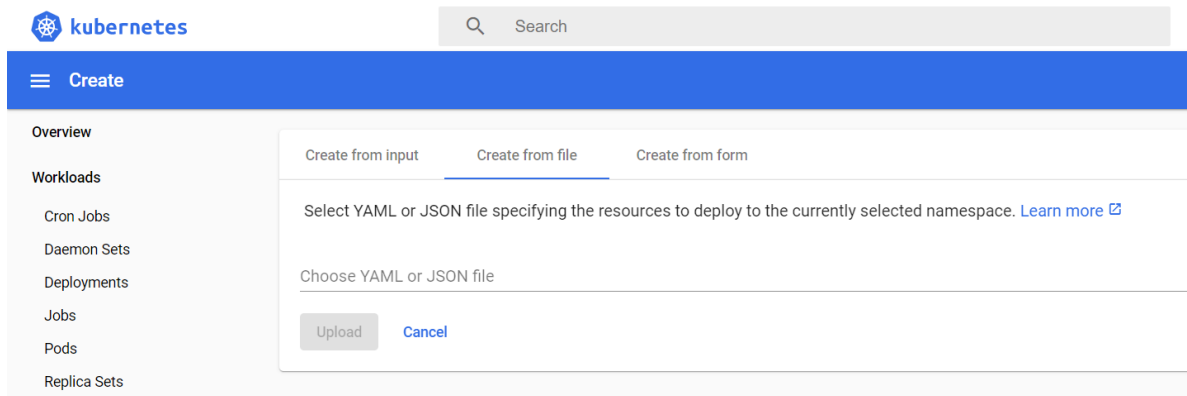 kubernetes
Search
Create
Overview
Workloads
Cron Jobs
Daemon Sets
Deployments
Jobs
Pods
Replica Sets
Create from input Create from file Create from form
Select YAML or JSON file specifying the resources to deploy to the currently selected namespace. Learn more
Choose YAML or JSON file
Upload Cancel